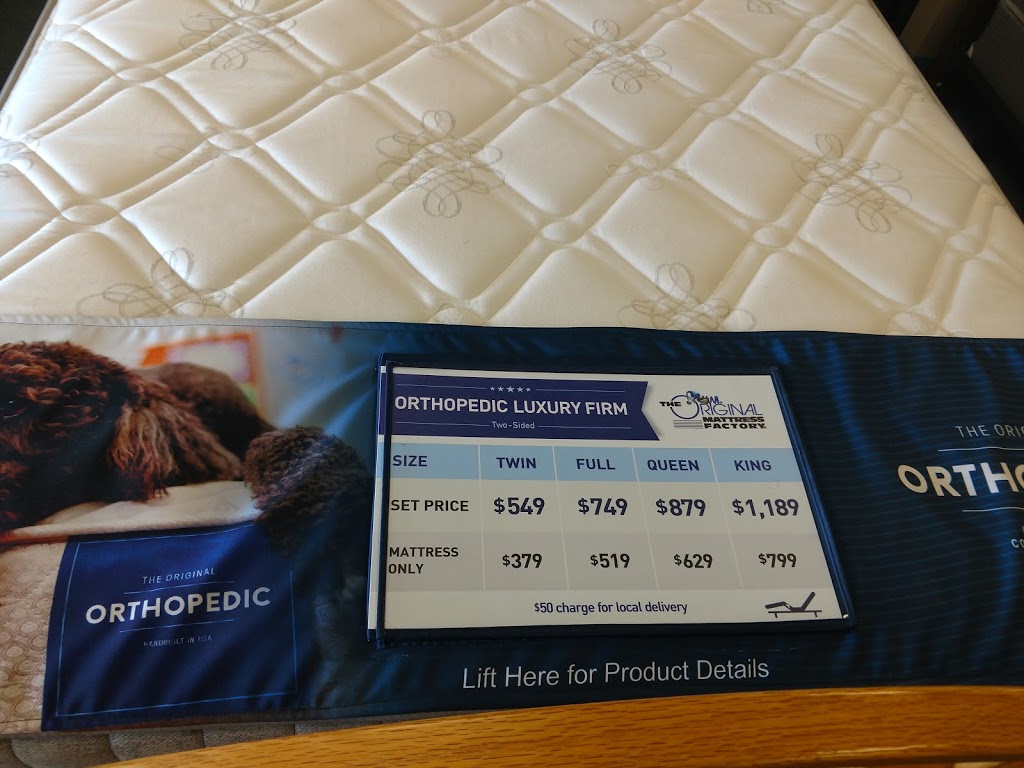 ★★★★★
ORTHOPEDIC LUXURY FIRM
Two-Sided
THE ORIGINAL
MATTRESS
FACTORY
SIZE TWIN FULL QUEEN KING
SET PRICE $549 $749 $879 $1,189
MATTRESS
ONLY $379 $519 $629 $799
$50 charge for local delivery
THE ORIGINAL
ORTHOPEDIC
HANDBUILT IN USA
THE ORI
ORTHO
CO
Lift Here for Product Details